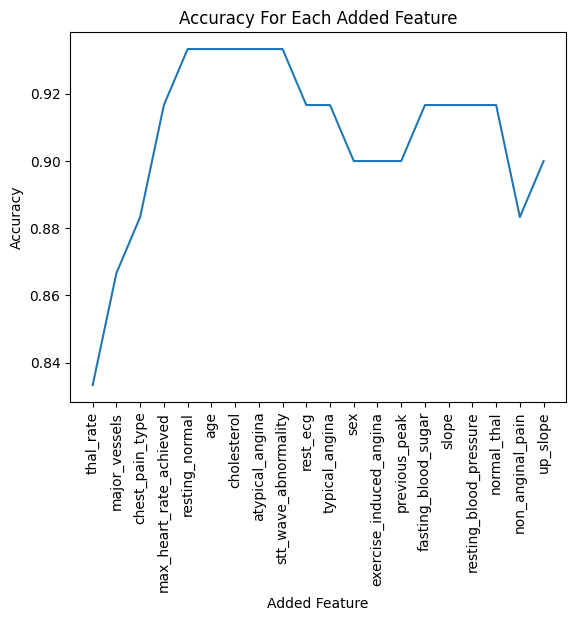 Accuracy For Each Added Feature
Accuracy
0.92
0.90
0.88
0.86
0.84
thal_rate
major_vessels
chest_pain_type
max_heart_rate_achieved
resting_normal
age
cholesterol
atypical_angina
stt_wave_abnormality
rest_ecg
typical_angina
sex
exercise_induced_angina
previous_peak
fasting_blood_sugar
slope
resting_blood_pressure
normal_thal
non_anginal_pain
up_slope
Added Feature